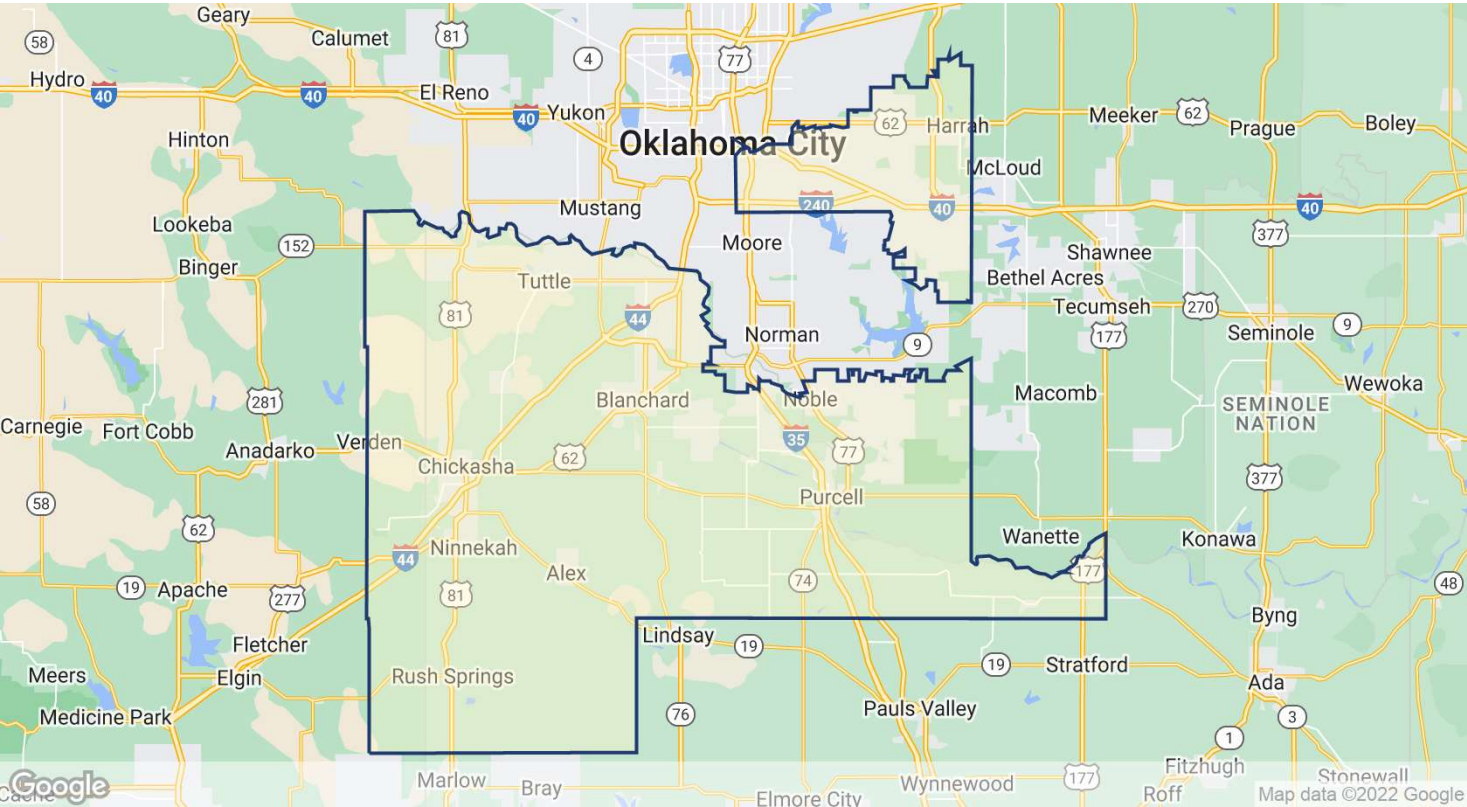 Geary
58
Calumet
81
4
77
Hydro
40
40
El Reno
40
Yukon
62
Harrah
Meeker
62
Prague
Boley
Hinton
Oklahoma City
McLoud
Lookeba
Mustang
240
40
40
152
Binger
Moore
377
Shawnee
Bethel Acres
Tuttle
Tecumseh
270
81
44
Norman
9
177
Seminole
9
281
Blanchard
Noble
Macomb
SEMINOLE
NATION
Wewoka
Carnegie
Fort Cobb
Anadarko
Verden
Chickasha
62
35
77
377
58
Purcell
62
44
Ninnekah
Wanette
Konawa
19
Apache
277
81
Alex
74
177
48
Fletcher
Lindsay
19
Byng
Meers
Elgin
Rush Springs
19
Stratford
Ada
Medicine Park
76
Pauls Valley
3
1
Marlow
Bray
Wynnewood
177
Fitzhugh
Stonewall
Google
Cache
Elmore City
Roff
Map data ©2022 Google